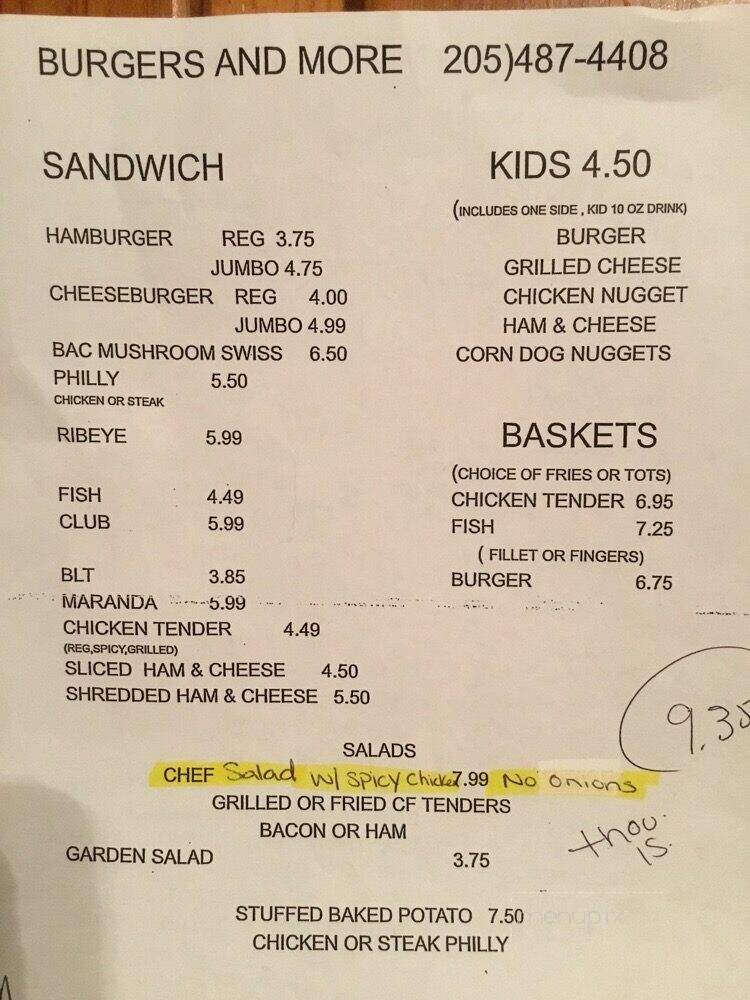 BURGERS AND MORE 205)487-4408
SANDWICH
HAMBURGER REG 3.75
JUMBO 4.75
CHEESEBURGER REG 4.00
JUMBO 4.99
BAC MUSHROOM SWISS 6.50
PHILLY 5.50
CHICKEN OR STEAK
RIBEYE 5.99
FISH 4.49
CLUB 5.99
BLT 3.85
MARANDA 5.99
CHICKEN TENDER 4.49
(REG,SPICY,GRILLED)
SLICED HAM & CHEESE 4.50
SHREDDED HAM & CHEESE 5.50
KIDS 4.50
(INCLUDES ONE SIDE , KID 10 OZ DRINK)
BURGER
GRILLED CHEESE
CHICKEN NUGGET
HAM & CHEESE
CORN DOG NUGGETS
BASKETS
(CHOICE OF FRIES OR TOTS)
CHICKEN TENDER 6.95
FISH 7.25
( FILLET OR FINGERS)
BURGER 6.75
SALADS
CHEF Salad w/ Spicy Chicken 7.99 No onions
GRILLED OR FRIED CF TENDERS
BACON OR HAM
GARDEN SALAD 3.75
STUFFED BAKED POTATO 7.50
CHICKEN OR STEAK PHILLY
thou
IS